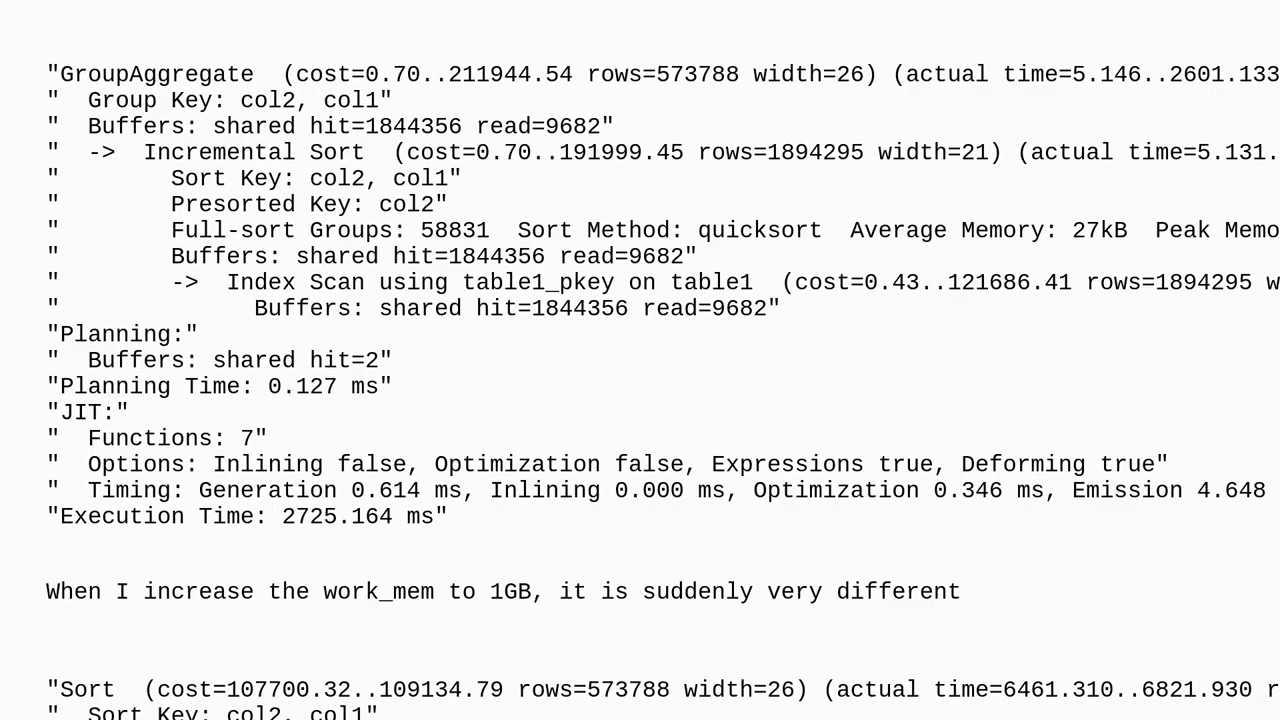 "GroupAggregate  (cost=0.70..211944.54 rows=573788 width=26) (actual time=5.146..2601.133
"  Group Key: col2, col1"
"  Buffers: shared hit=1844356 read=9682"
"  ->  Incremental Sort  (cost=0.70..191999.45 rows=1894295 width=21) (actual time=5.131.
"        Sort Key: col2, col1"
"        Presorted Key: col2"
"        Full-sort Groups: 58831  Sort Method: quicksort  Average Memory: 27kB  Peak Memo
"        Buffers: shared hit=1844356 read=9682"
"        ->  Index Scan using table1_pkey on table1  (cost=0.43..121686.41 rows=1894295 w
"              Buffers: shared hit=1844356 read=9682"
"Planning:"
"  Buffers: shared hit=2"
"Planning Time: 0.127 ms"
"JIT:"
"  Functions: 7"
"  Options: Inlining false, Optimization false, Expressions true, Deforming true"
"  Timing: Generation 0.614 ms, Inlining 0.000 ms, Optimization 0.346 ms, Emission 4.648
"Execution Time: 2725.164 ms"
When I increase the work_mem to 1GB, it is suddenly very different
"Sort  (cost=107700.32..109134.79 rows=573788 width=26) (actual time=6461.310..6821.930 r
"  Sort Key: col2, col1"